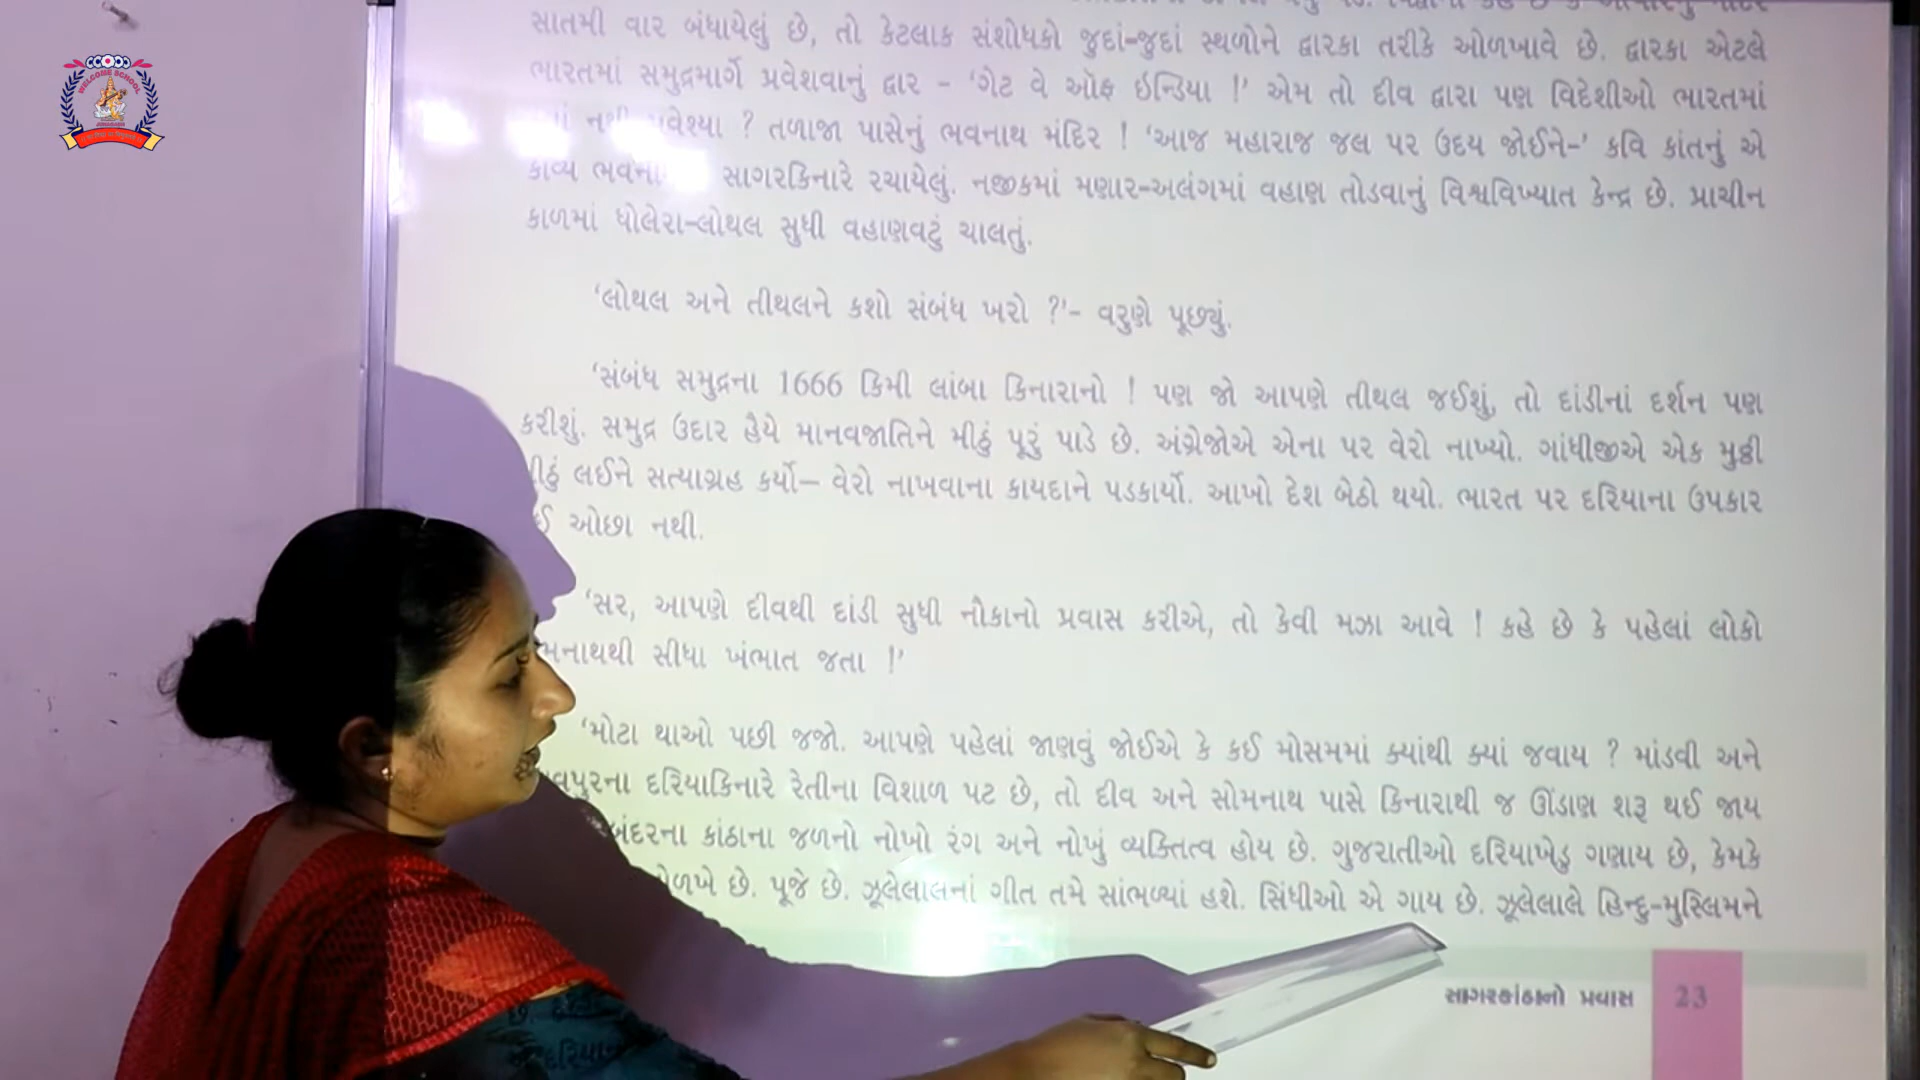 WELCOME SCHOOL
સાતમી વાર બંધાયેલું છે, તો કેટલાક સંશોધકો જુદાં-જુદાં સ્થળોને દ્વારકા તરીકે ઓળખાવે છે. દ્વારકા એટલે
ભારતમાં સમુદ્રમાર્ગે પ્રવેશવાનું દ્વાર - ‘ગેટ વે ઑફ ઇન્ડિયા !’ એમ તો દીવ દ્વારા પણ વિદેશીઓ ભારતમાં
નથી પ્રવેશ્યા ? તળાજા પાસેનું ભવનાથ મંદિર ! ‘આજ મહારાજ જલ પર ઉદય જોઈને-’ કવિ કાંતનું એ
કાવ્ય સાગરકિનારે રચાયેલું. નજીકમાં મણાર-અલંગમાં વહાણ તોડવાનું વિશ્વવિખ્યાત કેન્દ્ર છે. પ્રાચીન
કાળમાં ધોલેરા-લોથલ સુધી વહાણવટું ચાલતું.
‘લોથલ અને તીથલને કશો સંબંધ ખરો ?’- વરુણે પૂછ્યું.
‘સંબંધ સમુદ્રના 1666 કિમી લાંબા કિનારાનો ! પણ જો આપણે તીથલ જઈશું, તો દાંડીનાં દર્શન પણ
કરીશું. સમુદ્ર ઉદાર હૈયે માનવજાતિને મીઠું પૂરું પાડે છે. અંગ્રેજોએ એના પર વેરો નાખ્યો. ગાંધીજીએ એક મુઠ્ઠી
લઈને સત્યાગ્રહ કર્યો– વેરો નાખવાના કાયદાને પડકાર્યો. આખો દેશ બેઠો થયો. ભારત પર દરિયાના ઉપકાર
ઓછા નથી.
‘સર, આપણે દીવથી દાંડી સુધી નૌકાનો પ્રવાસ કરીએ, તો કેવી મઝા આવે ! કહે છે કે પહેલાં લોકો
સીધા ખંભાત જતા !’
‘મોટા થાઓ પછી જજો. આપણે પહેલાં જાણવું જોઈએ કે કઈ મોસમમાં ક્યાંથી ક્યાં જવાય ? માંડવી અને
દરિયાકિનારે રેતીના વિશાળ પટ છે, તો દીવ અને સોમનાથ પાસે કિનારાથી જ ઊંડાણ શરૂ થઈ જાય
કાંઠાના જળનો નોખો રંગ અને નોખું વ્યક્તિત્વ હોય છે. ગુજરાતીઓ દરિયાખેડુ ગણાય છે, કેમકે
છે. પૂજે છે. ઝૂલેલાલનાં ગીત તમે સાંભળ્યાં હશે. સિંધીઓ એ ગાય છે. ઝૂલેલાલે હિન્દુ-મુસ્લિમને
સાગરકાંઠાનો પ્રવાસ 23